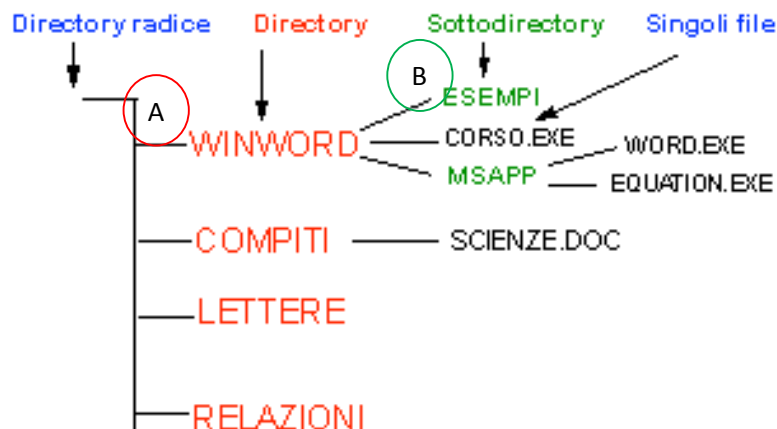 Directory radice Directory Sottodirectory Singoli file
A B
ESEMPI
WINWORD CORSO.EXE WORD.EXE
MSAPP EQUATION.EXE
COMPITI SCIENZE.DOC
LETTERE
RELAZIONI